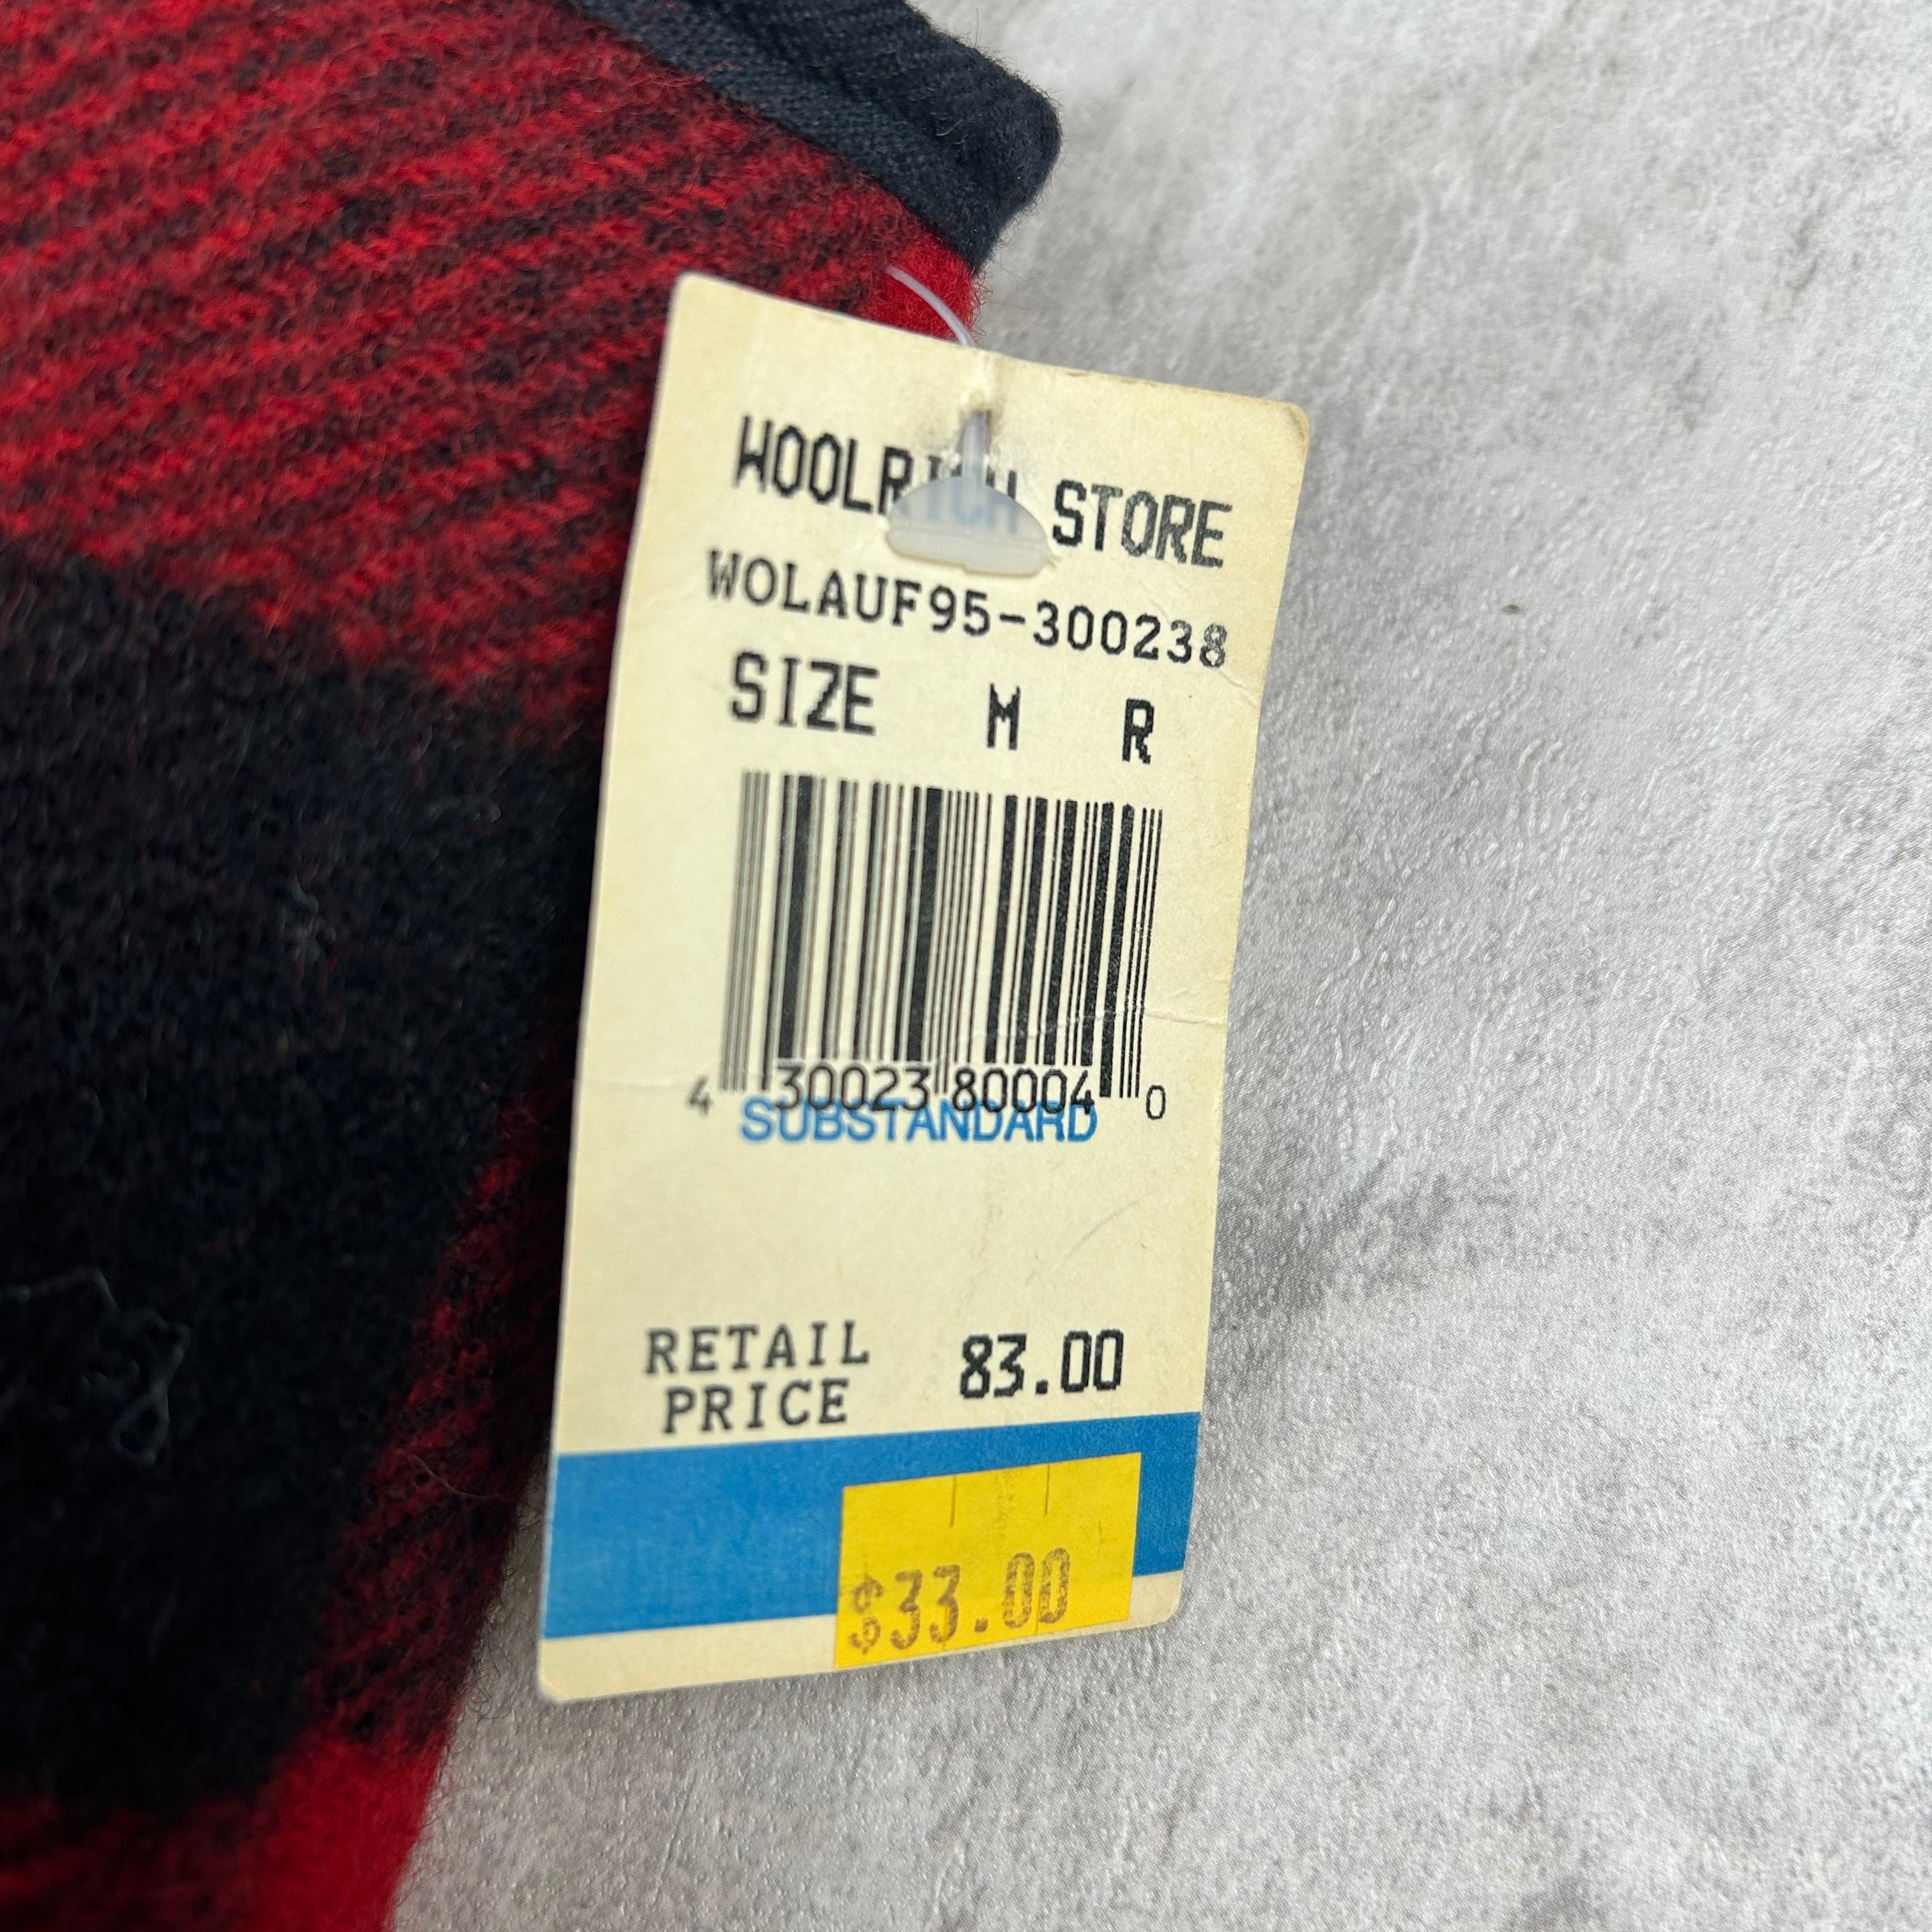 WOOLRICH STORE
WOLAUF95-300238
SIZE M R
4 30023 80004 0
SUBSTANDARD
RETAIL PRICE 83.00
$33.00